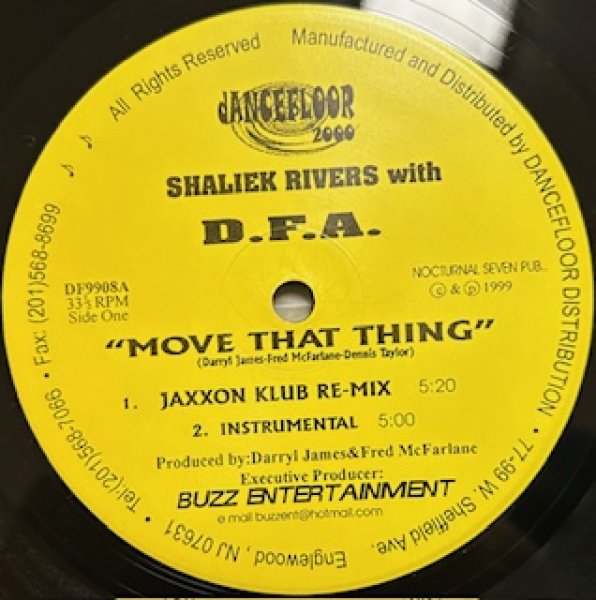 All Rights Reserved
Manufactured and Distributed by DANCEFLOOR DISTRIBUTION • 77-99 W. Sheffield Ave, Englewood, NJ 07631 • Tel:(201)568-7066 • Fax: (201)568-8699
dANCEFLOOR
2000
SHALIEK RIVERS with
D.F.A.
DF9908A
33⅓ RPM
Side One
NOCTURNAL SEVEN PUB..
© & ℗ 1999
"MOVE THAT THING"
(Darryl James-Fred McFarlane-Dennis Taylor)
1. JAXXON KLUB RE-MIX 5:20
2. INSTRUMENTAL 5:00
Produced by:Darryl James&Fred McFarlane
Executive Producer:
BUZZ ENTERTAINMENT
e mail buzzent@hotmail.com